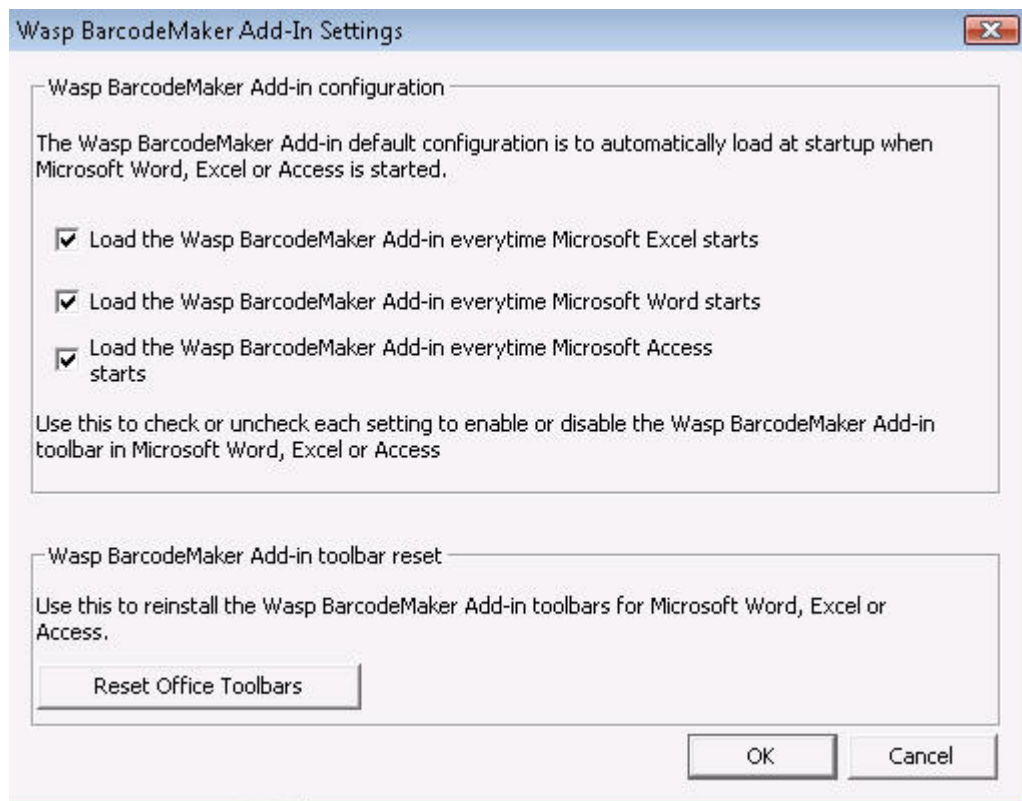 Wasp BarcodeMaker Add-In Settings
Wasp BarcodeMaker Add-in configuration
The Wasp BarcodeMaker Add-in default configuration is to automatically load at startup when
Microsoft Word, Excel or Access is started.
Load the Wasp BarcodeMaker Add-in everytime Microsoft Excel starts
Load the Wasp BarcodeMaker Add-in everytime Microsoft Word starts
Load the Wasp BarcodeMaker Add-in everytime Microsoft Access
starts
Use this to check or uncheck each setting to enable or disable the Wasp BarcodeMaker Add-in
toolbar in Microsoft Word, Excel or Access
Wasp BarcodeMaker Add-in toolbar reset
Use this to reinstall the Wasp BarcodeMaker Add-in toolbars for Microsoft Word, Excel or
Access.
Reset Office Toolbars
OK
Cancel